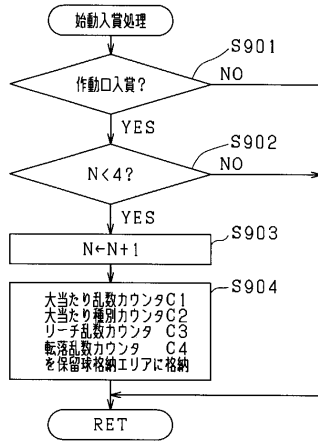 始動入賞処理
S901
作動口入賞?
NO
YES
S902
N<4?
NO
YES
S903
N←N+1
S904
大当たり乱数カウンタC1
大当たり種別カウンタC2
リーチ乱数カウンタ C3
転落乱数カウンタ C4
を保留球格納エリアに格納
RET